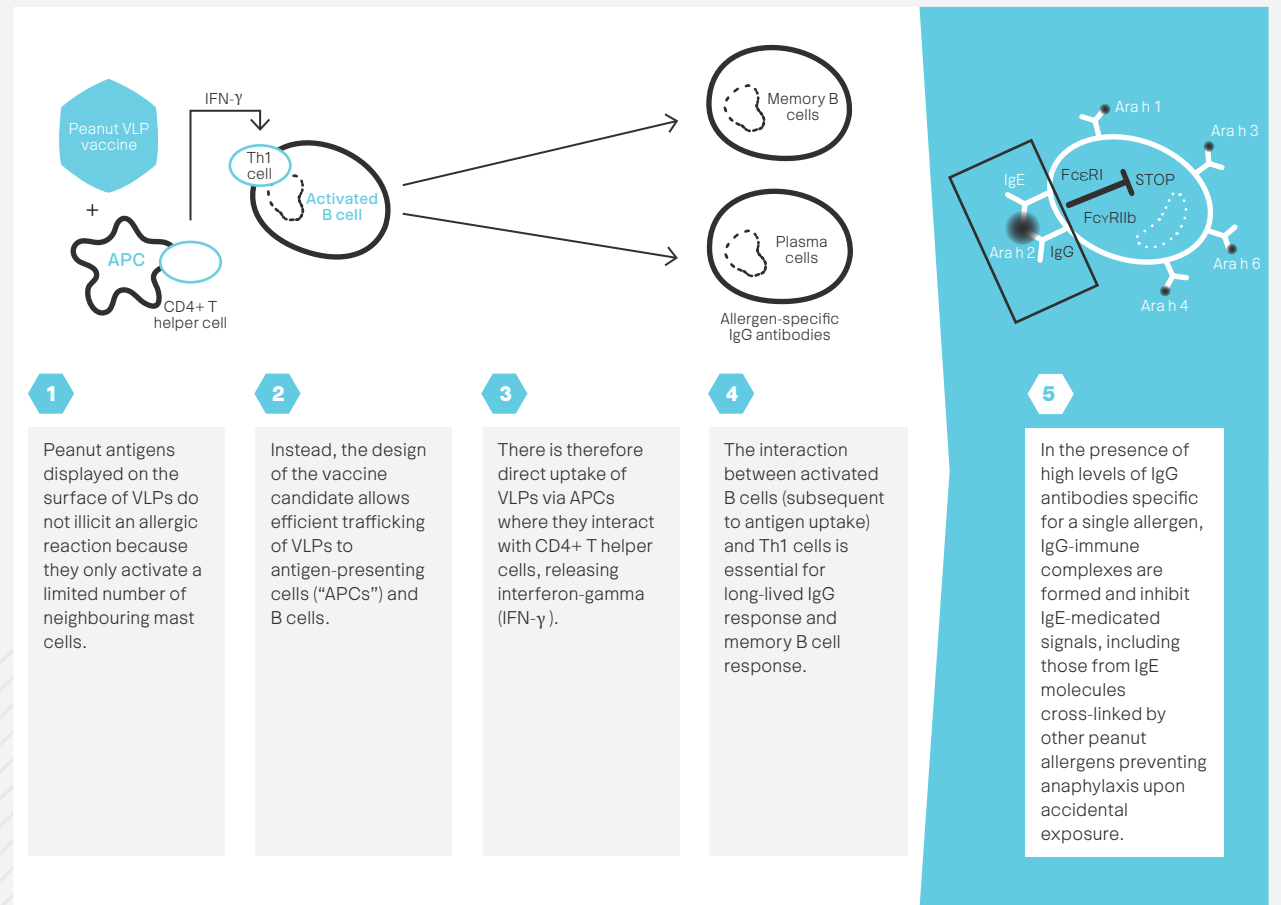 Peanut VLP
vaccine
+
APC
CD4+ T
helper cell
IFN-γ
Th1
cell
Activated
B cell
Memory B
cells
Plasma
cells
Allergen-specific
IgG antibodies
Ara h 1
Ara h 3
IgE
FcεRI
STOP
FcγRIIb
Ara h 2
IgG
Ara h 6
Ara h 4
1
Peanut antigens
displayed on the
surface of VLPs do
not illicit an allergic
reaction because
they only activate a
limited number of
neighbouring mast
cells.
2
Instead, the design
of the vaccine
candidate allows
efficient trafficking
of VLPs to
antigen-presenting
cells (“APCs”) and
B cells.
3
There is therefore
direct uptake of
VLPs via APCs
where they interact
with CD4+ T helper
cells, releasing
interferon-gamma
(IFN-γ ).
4
The interaction
between activated
B cells (subsequent
to antigen uptake)
and Th1 cells is
essential for
long-lived IgG
response and
memory B cell
response.
5
In the presence of
high levels of IgG
antibodies specific
for a single allergen,
IgG-immune
complexes are
formed and inhibit
IgE-medicated
signals, including
those from IgE
molecules
cross-linked by
other peanut
allergens preventing
anaphylaxis upon
accidental
exposure.